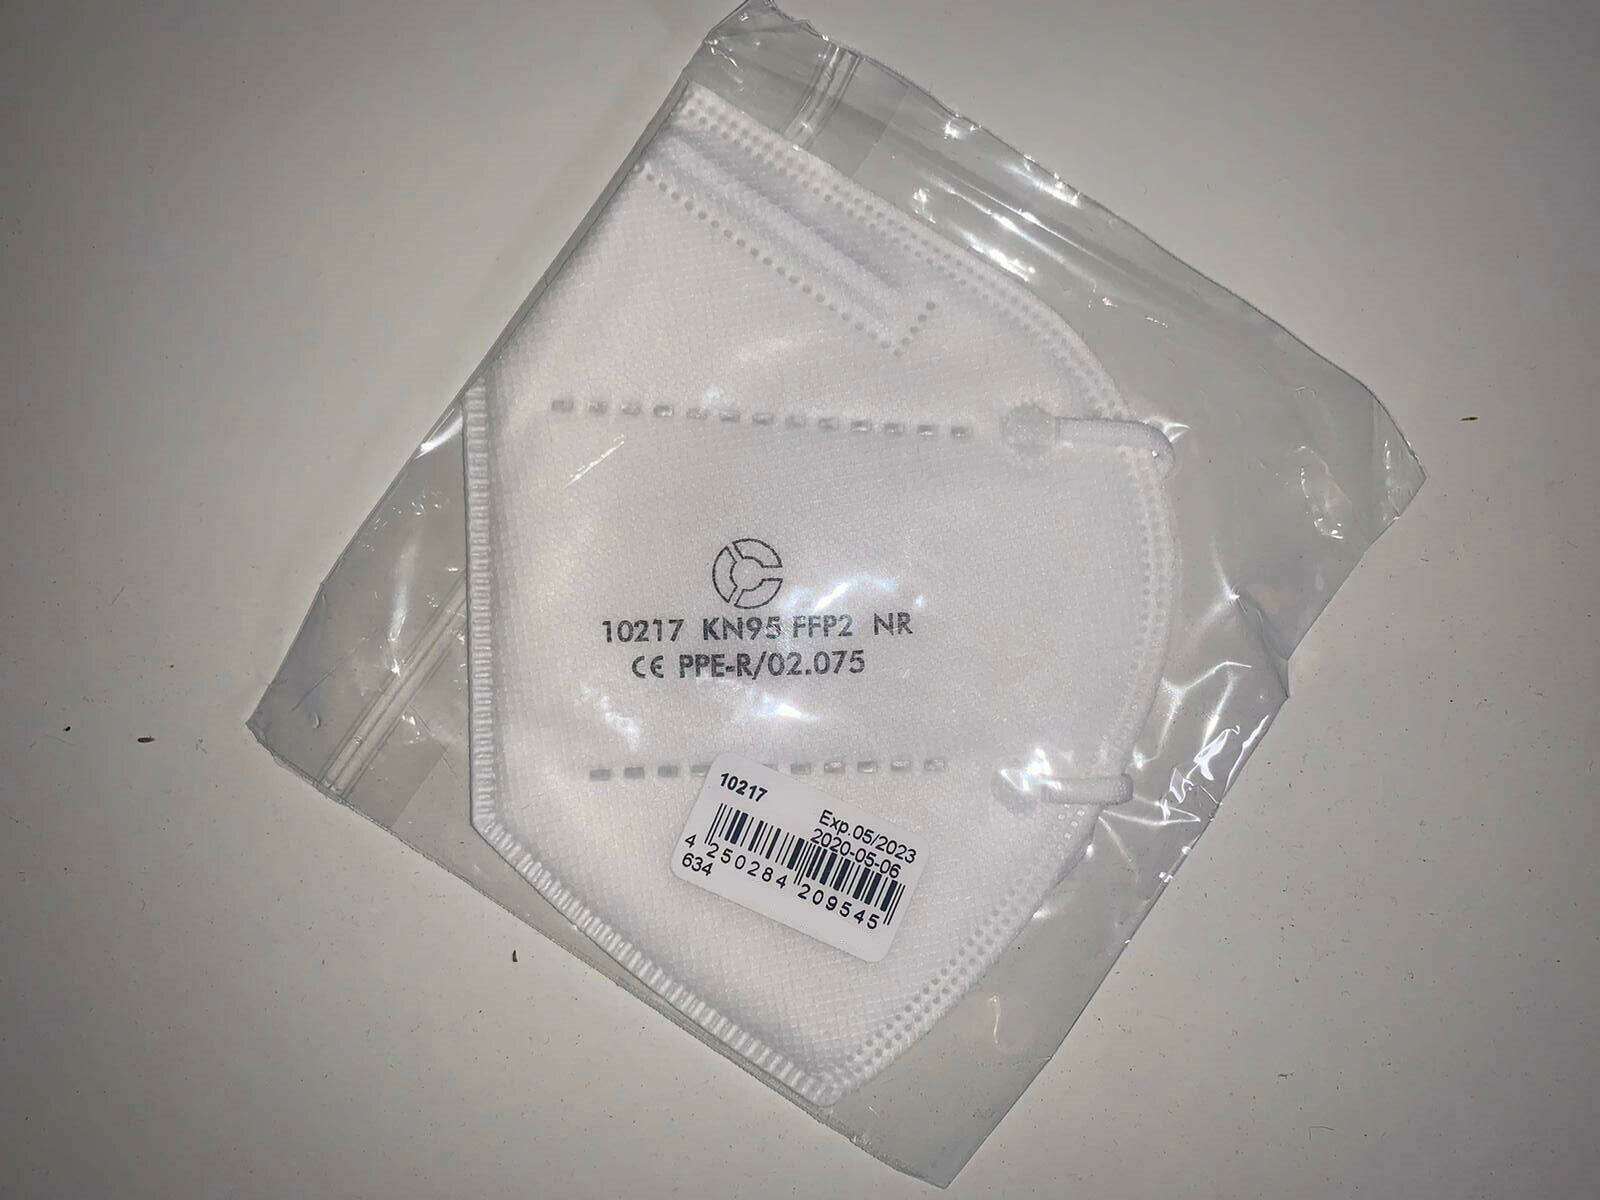 10217 KN95 FFP2 NR
CE PPE-R/02.075
10217
Exp.05/2023
2020-05-06
4 250284 209545
634